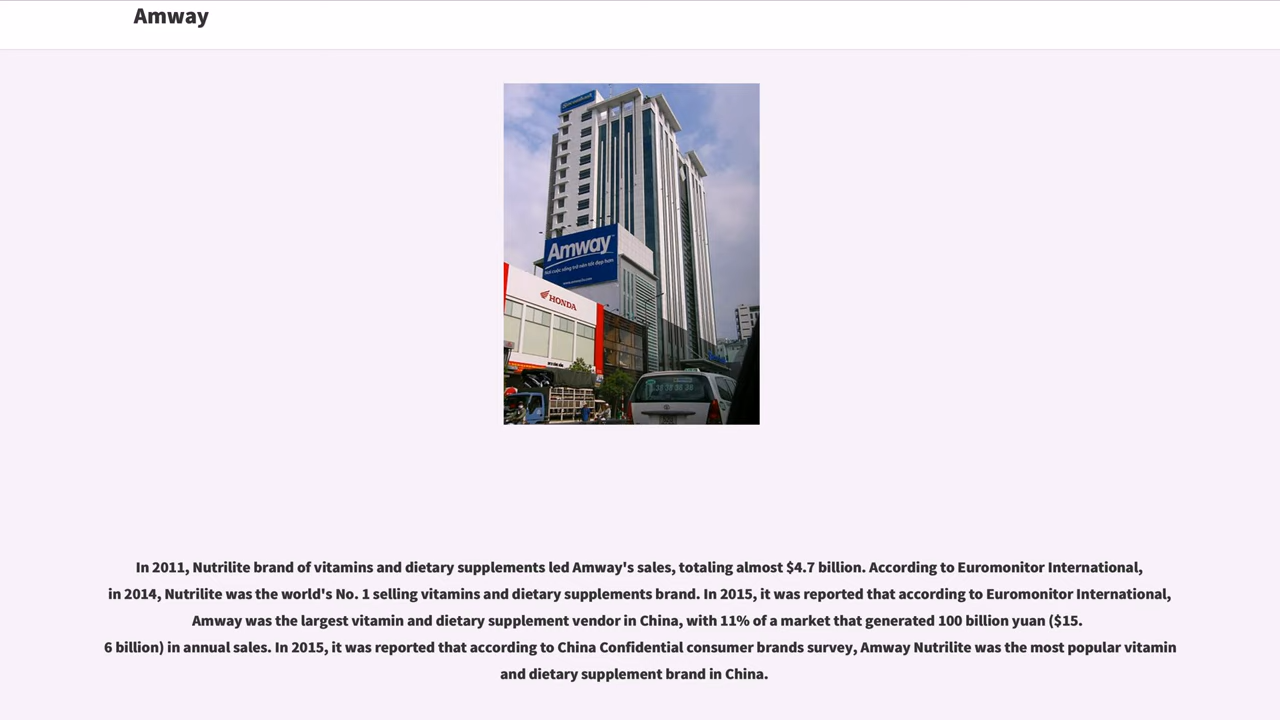 Amway
Amway
HONDA
In 2011, Nutrilite brand of vitamins and dietary supplements led Amway's sales, totaling almost $4.7 billion. According to Euromonitor International,
in 2014, Nutrilite was the world's No. 1 selling vitamins and dietary supplements brand. In 2015, it was reported that according to Euromonitor International,
Amway was the largest vitamin and dietary supplement vendor in China, with 11% of a market that generated 100 billion yuan ($15.
6 billion) in annual sales. In 2015, it was reported that according to China Confidential consumer brands survey, Amway Nutrilite was the most popular vitamin
and dietary supplement brand in China.